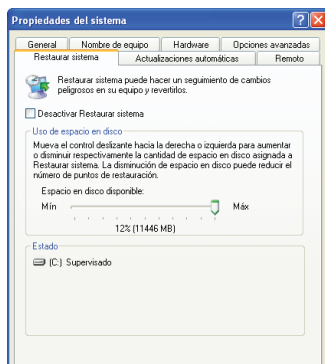 Propiedades del sistema
General Nombre de equipo Hardware Opciones avanzadas
Restaurar sistema Actualizaciones automáticas Remoto
Restaurar sistema puede hacer un seguimiento de cambios
peligrosos en su equipo y revertirlos.
Desactivar Restaurar sistema
Uso de espacio en disco
Mueva el control deslizante hacia la derecha o izquierda para aumentar
o disminuir respectivamente la cantidad de espacio en disco asignada a
Restaurar sistema. La disminución de espacio en disco puede reducir el
número de puntos de restauración.
Espacio en disco disponible:
Mín Máx
12% (11446 MB)
Estado
(C:) Supervisado